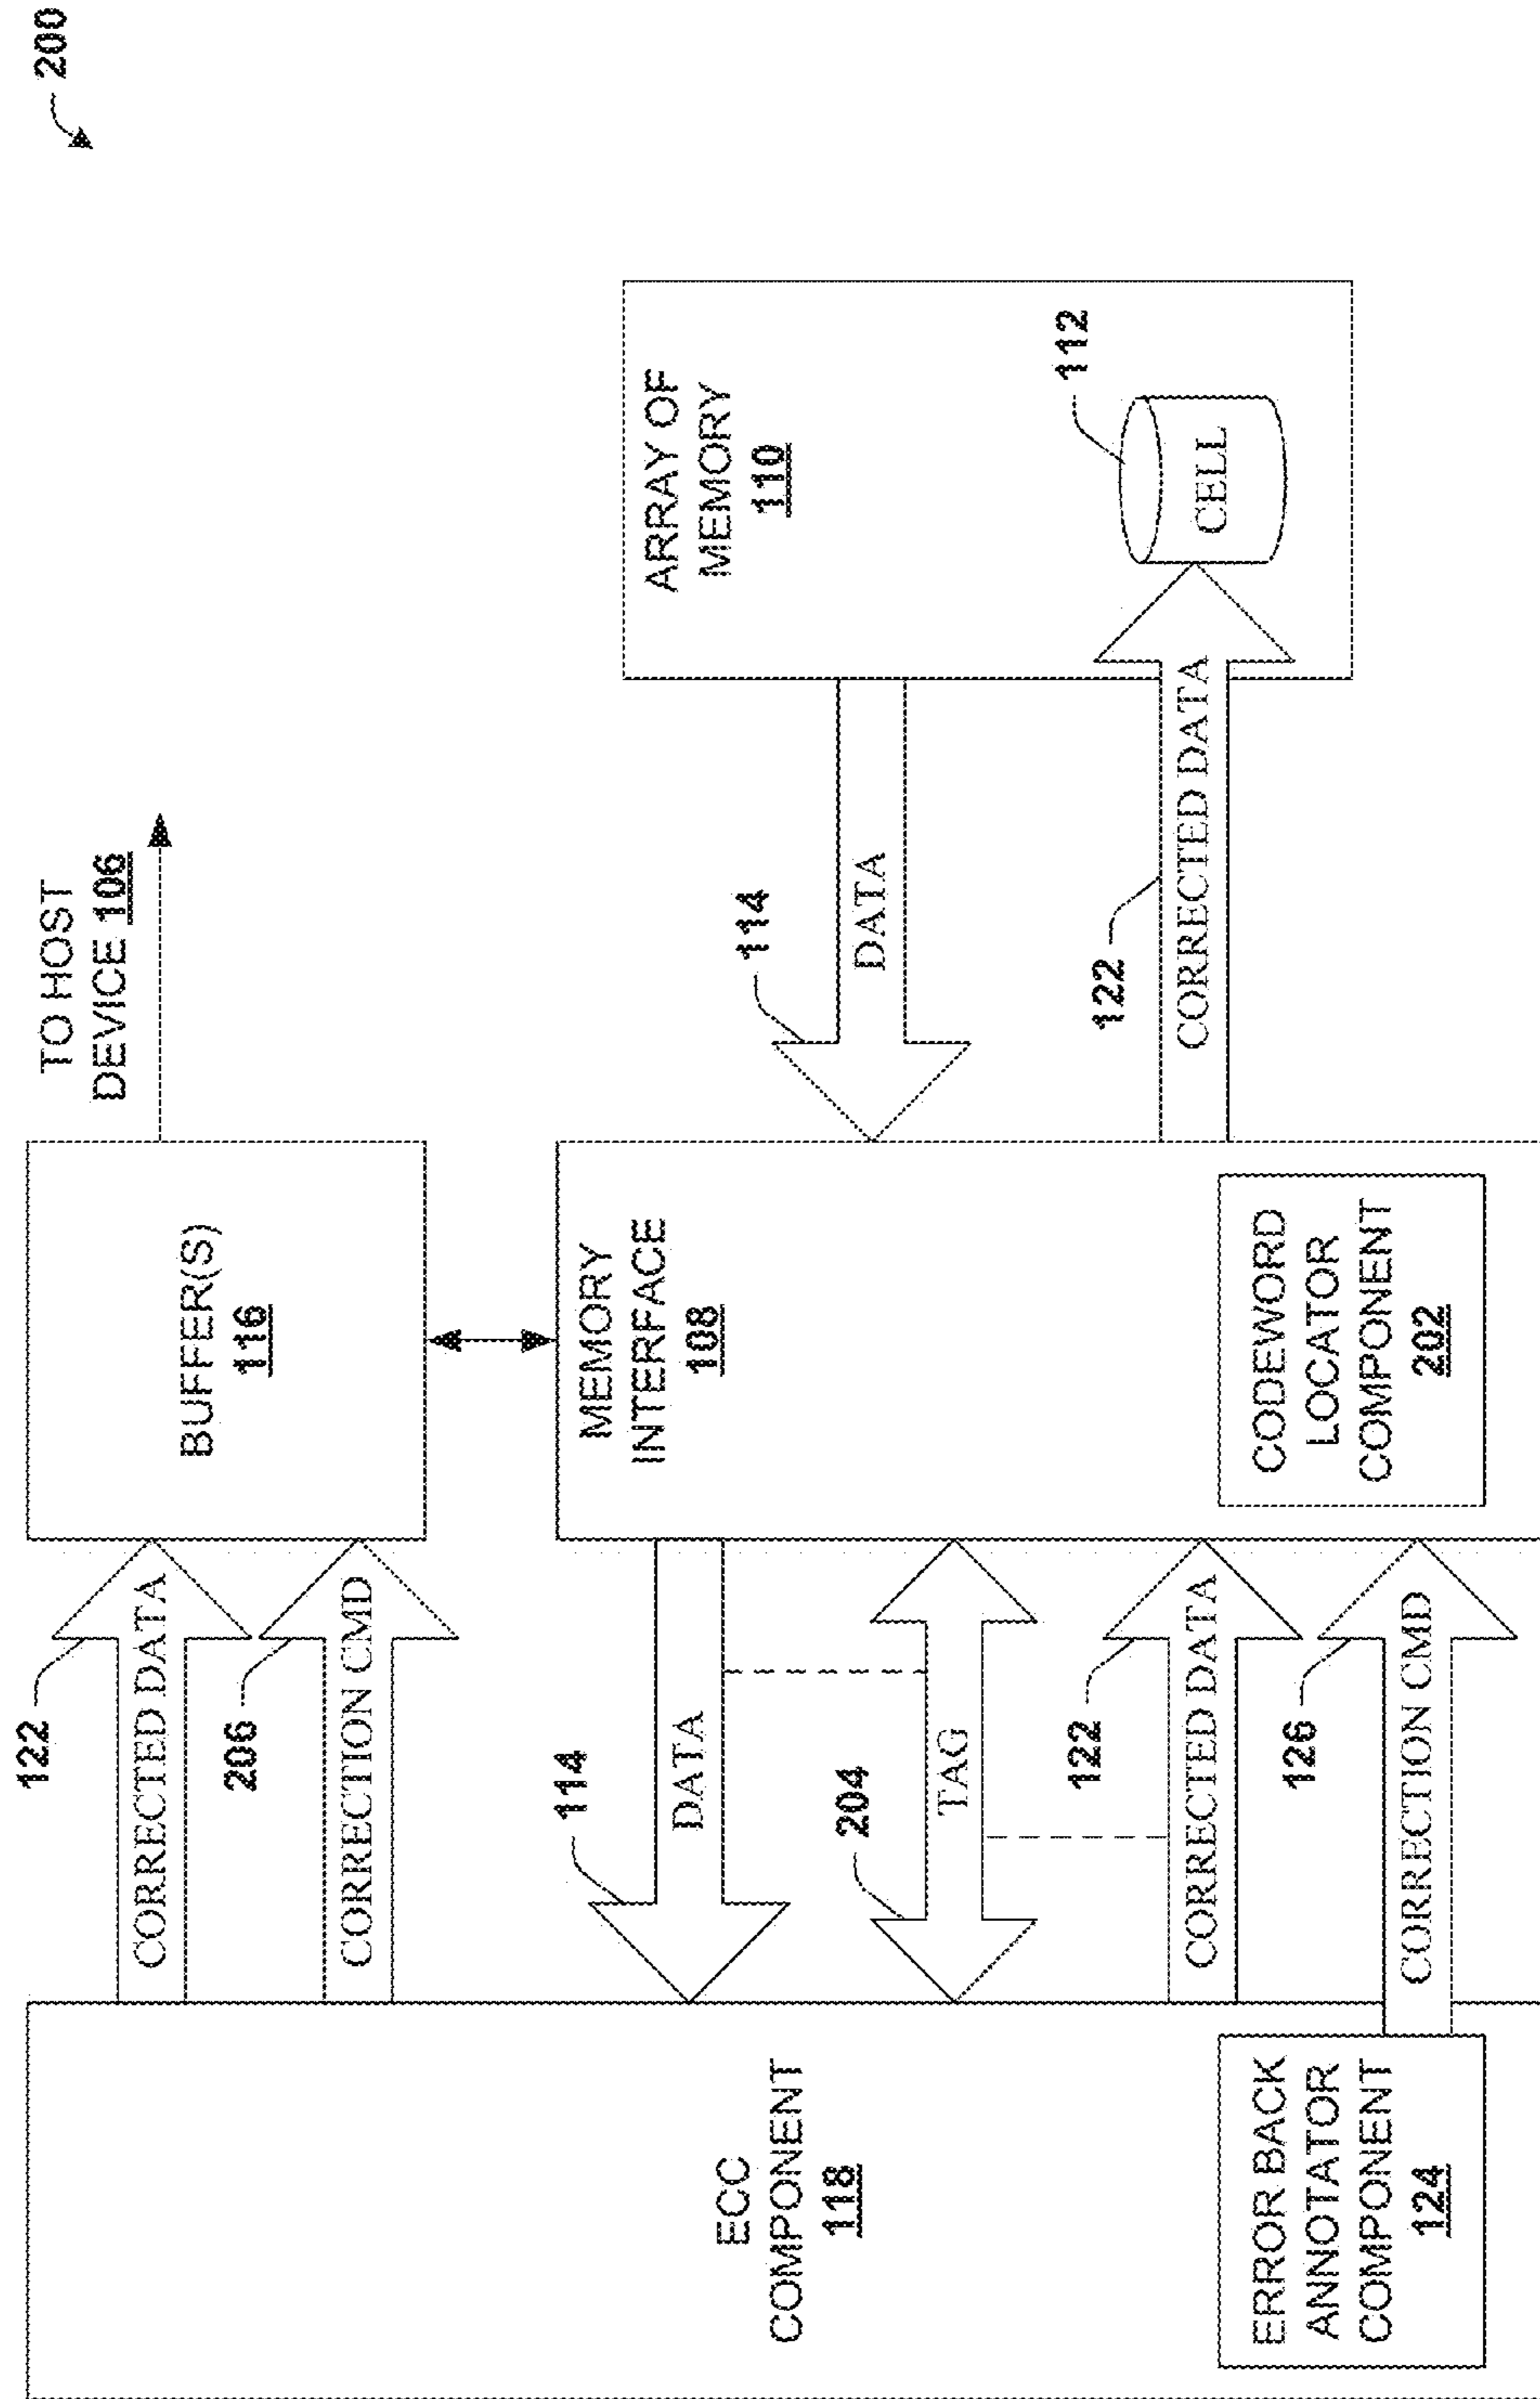 200
TO HOST
DEVICE 106
122
CORRECTED DATA
206
CORRECTION CMD
BUFFER(S)
116
ECC
COMPONENT
118
114
DATA
204
TAG
122
CORRECTED DATA
126
CORRECTION CMD
ERROR BACK
ANNOTATOR
COMPONENT
124
MEMORY
INTERFACE
108
CODEWORD
LOCATOR
COMPONENT
202
114
DATA
122
CORRECTED DATA
ARRAY OF
MEMORY
110
112
CELL